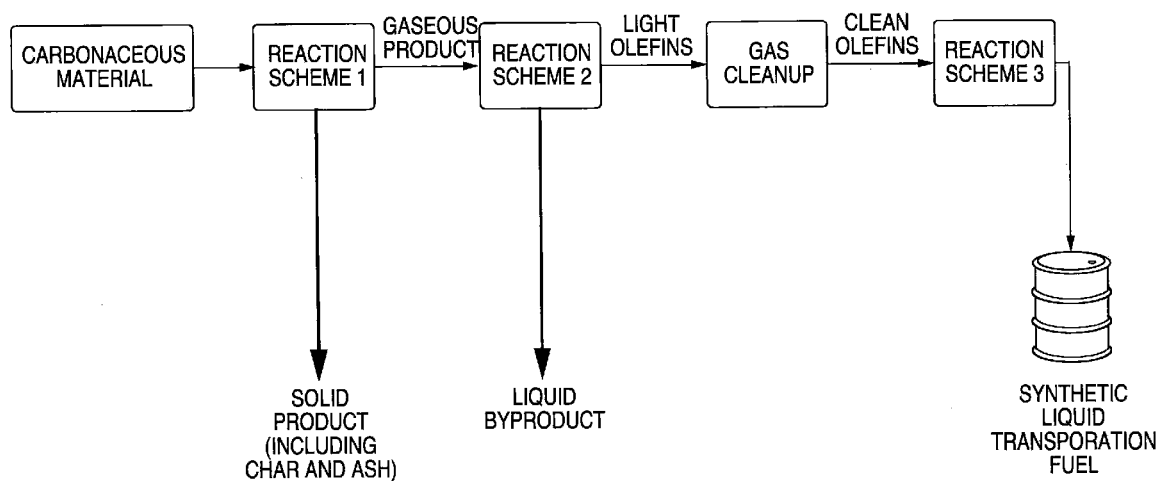 CARBONACEOUS
MATERIAL
REACTION
SCHEME 1
GASEOUS
PRODUCT
REACTION
SCHEME 2
LIGHT
OLEFINS
GAS
CLEANUP
CLEAN
OLEFINS
REACTION
SCHEME 3
SOLID
PRODUCT
(INCLUDING
CHAR AND ASH)
LIQUID
BYPRODUCT
SYNTHETIC
LIQUID
TRANSPORATION
FUEL